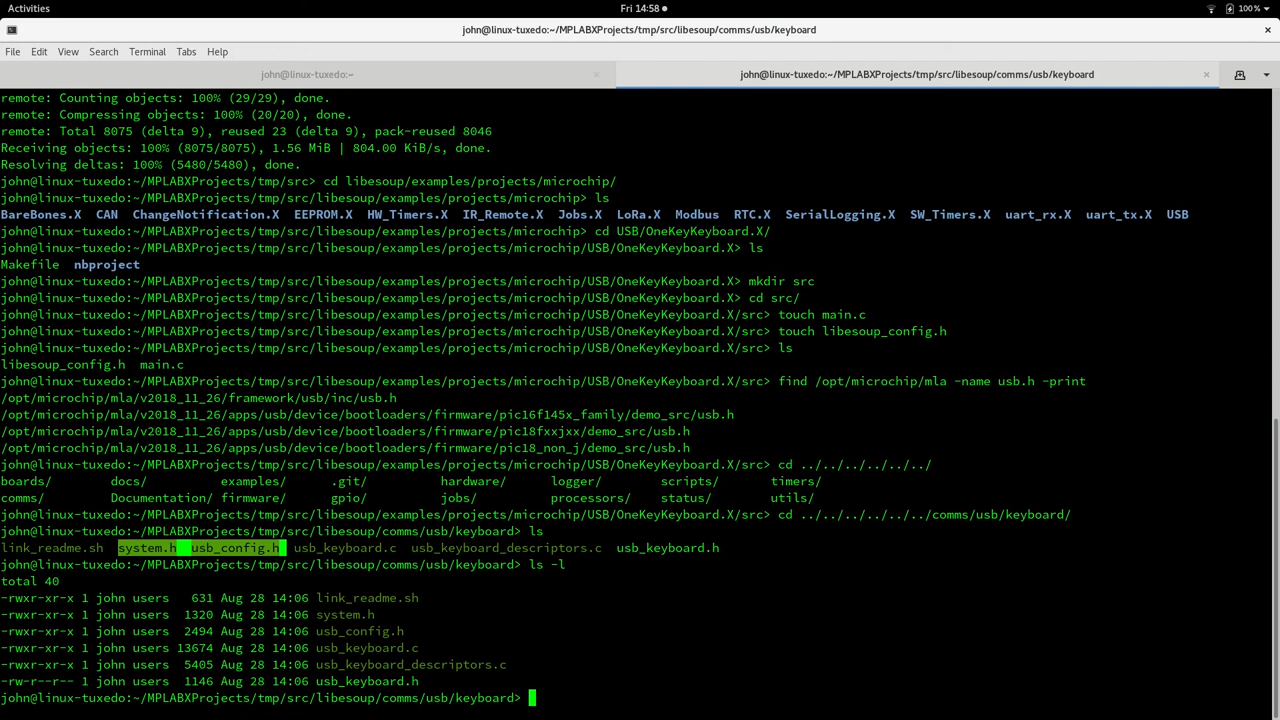 Activities
Fri 14:58
100%
john@linux-tuxedo:~/MPLABXProjects/tmp/src/libesoup/comms/usb/keyboard
File Edit View Search Terminal Tabs Help
john@linux-tuxedo:~
john@linux-tuxedo:~/MPLABXProjects/tmp/src/libesoup/comms/usb/keyboard
remote: Counting objects: 100% (29/29), done.
remote: Compressing objects: 100% (20/20), done.
remote: Total 8075 (delta 9), reused 23 (delta 9), pack-reused 8046
Receiving objects: 100% (8075/8075), 1.56 MiB | 804.00 KiB/s, done.
Resolving deltas: 100% (5480/5480), done.
john@linux-tuxedo:~/MPLABXProjects/tmp/src> cd libesoup/examples/projects/microchip/
john@linux-tuxedo:~/MPLABXProjects/tmp/src/libesoup/examples/projects/microchip> ls
BareBones.X  CAN  ChangeNotification.X  EEPROM.X  HW_Timers.X  IR_Remote.X  Jobs.X  LoRa.X  Modbus  RTC.X  SerialLogging.X  SW_Timers.X  uart_rx.X  uart_tx.X  USB
john@linux-tuxedo:~/MPLABXProjects/tmp/src/libesoup/examples/projects/microchip> cd USB/OneKeyKeyboard.X/
john@linux-tuxedo:~/MPLABXProjects/tmp/src/libesoup/examples/projects/microchip/USB/OneKeyKeyboard.X> ls
Makefile  nbproject
john@linux-tuxedo:~/MPLABXProjects/tmp/src/libesoup/examples/projects/microchip/USB/OneKeyKeyboard.X> mkdir src
john@linux-tuxedo:~/MPLABXProjects/tmp/src/libesoup/examples/projects/microchip/USB/OneKeyKeyboard.X> cd src/
john@linux-tuxedo:~/MPLABXProjects/tmp/src/libesoup/examples/projects/microchip/USB/OneKeyKeyboard.X/src> touch main.c
john@linux-tuxedo:~/MPLABXProjects/tmp/src/libesoup/examples/projects/microchip/USB/OneKeyKeyboard.X/src> touch libesoup_config.h
john@linux-tuxedo:~/MPLABXProjects/tmp/src/libesoup/examples/projects/microchip/USB/OneKeyKeyboard.X/src> ls
libesoup_config.h  main.c
john@linux-tuxedo:~/MPLABXProjects/tmp/src/libesoup/examples/projects/microchip/USB/OneKeyKeyboard.X/src> find /opt/microchip/mla -name usb.h -print
/opt/microchip/mla/v2018_11_26/framework/usb/inc/usb.h
/opt/microchip/mla/v2018_11_26/apps/usb/device/bootloaders/firmware/pic16f145x_family/demo_src/usb.h
/opt/microchip/mla/v2018_11_26/apps/usb/device/bootloaders/firmware/pic18fxxjxx/demo_src/usb.h
/opt/microchip/mla/v2018_11_26/apps/usb/device/bootloaders/firmware/pic18_non_j/demo_src/usb.h
john@linux-tuxedo:~/MPLABXProjects/tmp/src/libesoup/examples/projects/microchip/USB/OneKeyKeyboard.X/src> cd ../../../../../../
boards/ docs/ examples/ .git/ hardware/ logger/ scripts/ timers/
comms/ Documentation/ firmware/ gpio/ jobs/ processors/ status/ utils/
john@linux-tuxedo:~/MPLABXProjects/tmp/src/libesoup/examples/projects/microchip/USB/OneKeyKeyboard.X/src> cd ../../../../../../comms/usb/keyboard/
john@linux-tuxedo:~/MPLABXProjects/tmp/src/libesoup/comms/usb/keyboard> ls
link_readme.sh  system.h  usb_config.h  usb_keyboard.c  usb_keyboard_descriptors.c  usb_keyboard.h
john@linux-tuxedo:~/MPLABXProjects/tmp/src/libesoup/comms/usb/keyboard> ls -l
total 40
-rwxr-xr-x 1 john users   631 Aug 28 14:06 link_readme.sh
-rwxr-xr-x 1 john users  1320 Aug 28 14:06 system.h
-rwxr-xr-x 1 john users  2494 Aug 28 14:06 usb_config.h
-rwxr-xr-x 1 john users 13674 Aug 28 14:06 usb_keyboard.c
-rwxr-xr-x 1 john users  5405 Aug 28 14:06 usb_keyboard_descriptors.c
-rw-r--r-- 1 john users  1146 Aug 28 14:06 usb_keyboard.h
john@linux-tuxedo:~/MPLABXProjects/tmp/src/libesoup/comms/usb/keyboard>